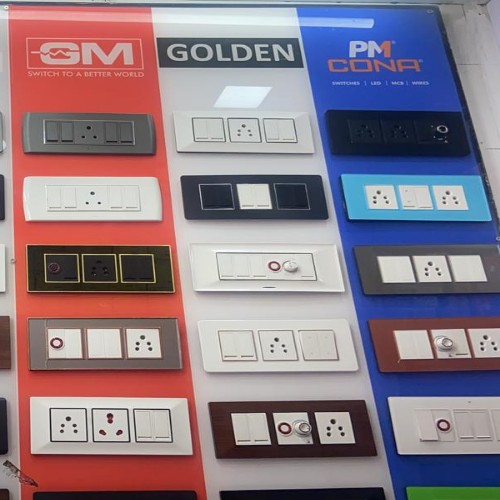 GM
SWITCH TO A BETTER WORLD
GOLDEN
PM
CONA
SWITCHES | LED | MCB | WIRES